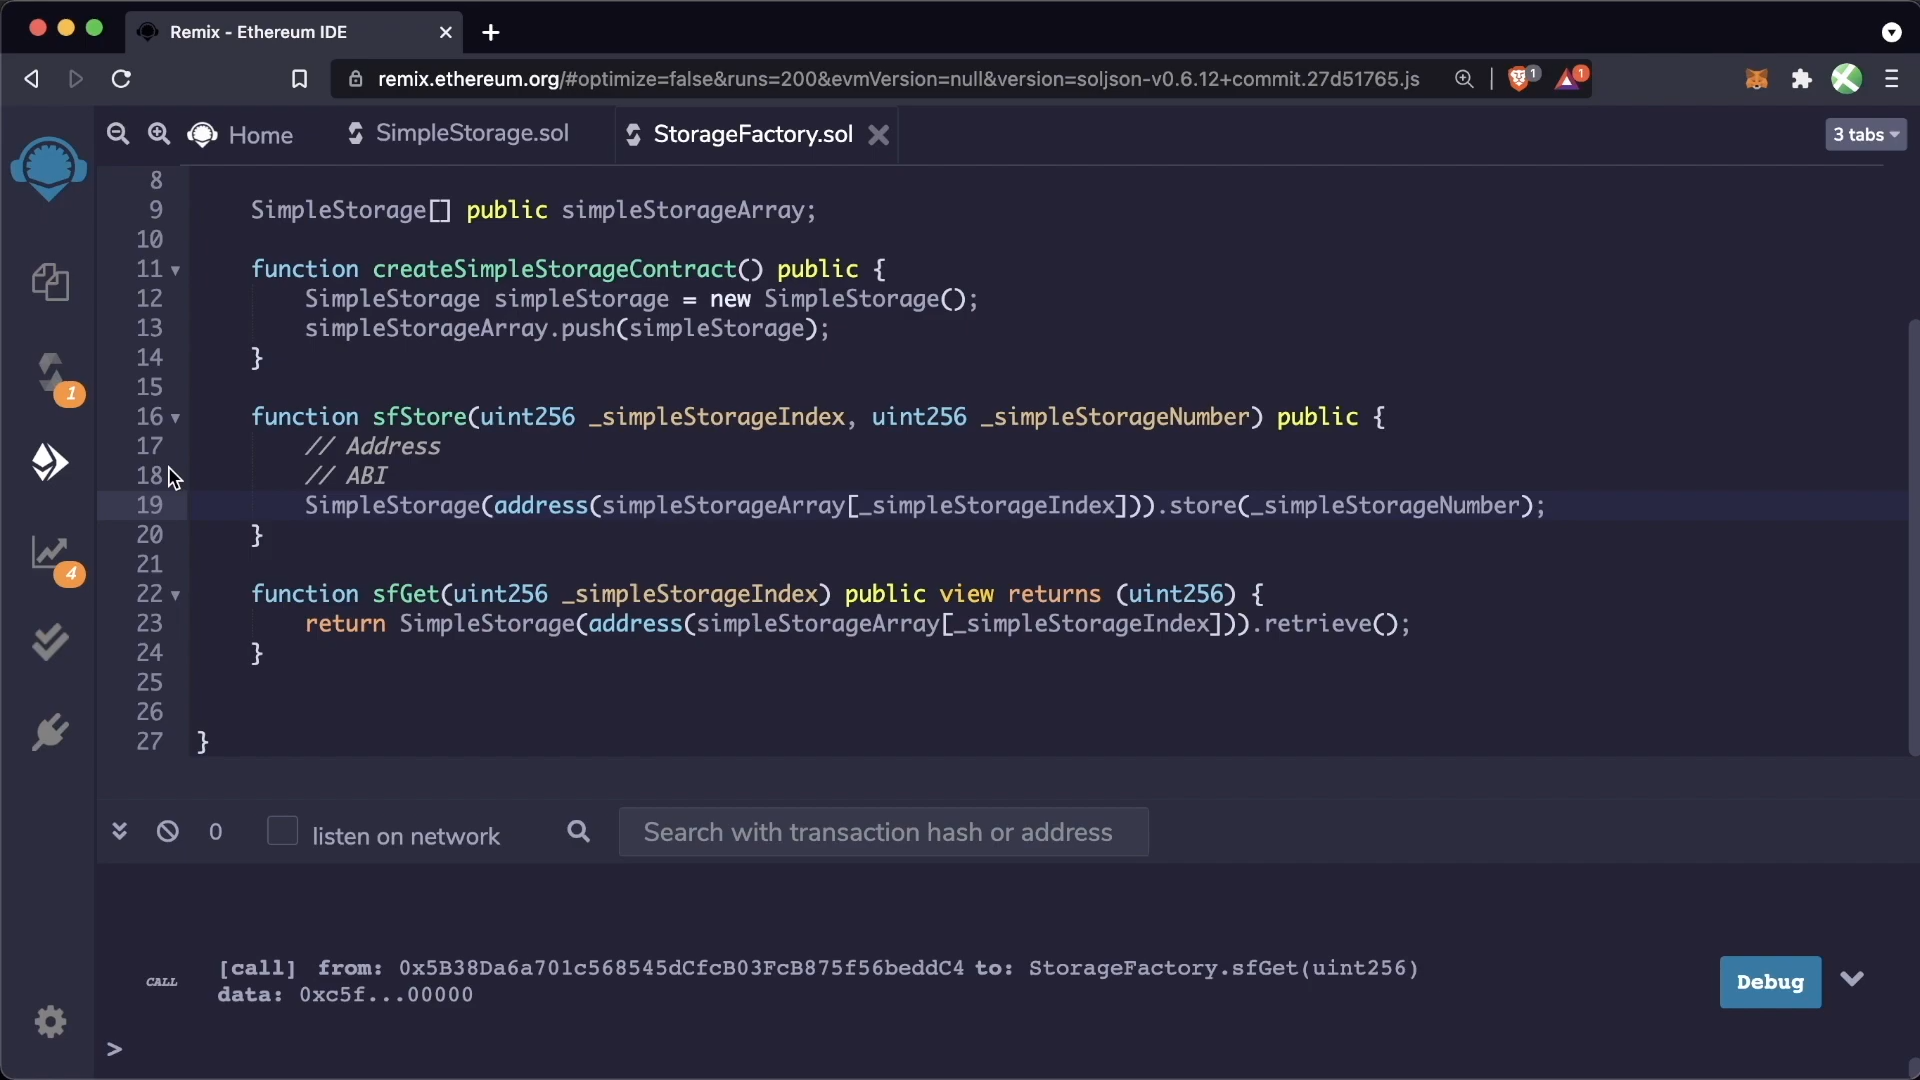 Remix - Ethereum IDE
remix.ethereum.org/#optimize=false&runs=200&evmVersion=null&version=soljson-v0.6.12+commit.27d51765.js
1
1
Home
SimpleStorage.sol
StorageFactory.sol
3 tabs
8
9 SimpleStorage[] public simpleStorageArray;
10
11 function createSimpleStorageContract() public {
12 SimpleStorage simpleStorage = new SimpleStorage();
13 simpleStorageArray.push(simpleStorage);
14 }
15
16 function sfStore(uint256 _simpleStorageIndex, uint256 _simpleStorageNumber) public {
17 // Address
18 // ABI
19 SimpleStorage(address(simpleStorageArray[_simpleStorageIndex])).store(_simpleStorageNumber);
20 }
21
22 function sfGet(uint256 _simpleStorageIndex) public view returns (uint256) {
23 return SimpleStorage(address(simpleStorageArray[_simpleStorageIndex])).retrieve();
24 }
25
26
27 }
1
4
0 listen on network Search with transaction hash or address
CALL [call] from: 0x5B38Da6a701c568545dCfcB03FcB875f56beddC4 to: StorageFactory.sfGet(uint256)
data: 0xc5f...00000
Debug
>